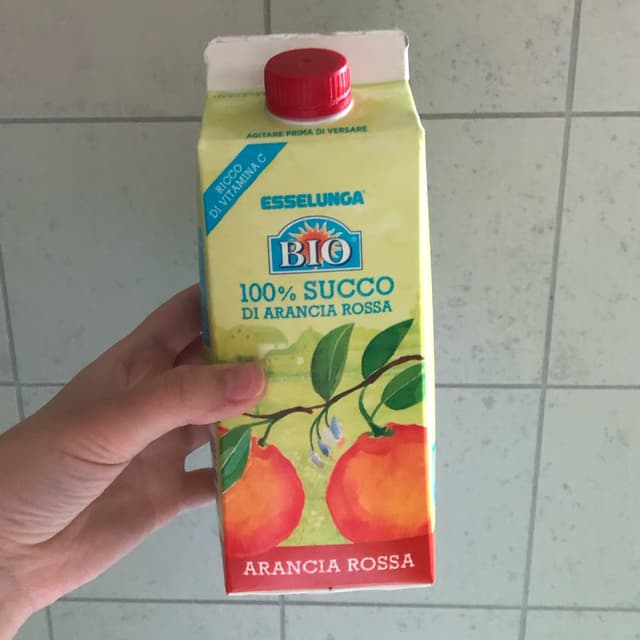 AGITARE PRIMA DI VERSARE
RICCO
DI VITAMINA C
ESSELUNGA
BIO
100% SUCCO
DI ARANCIA ROSSA
ARANCIA ROSSA